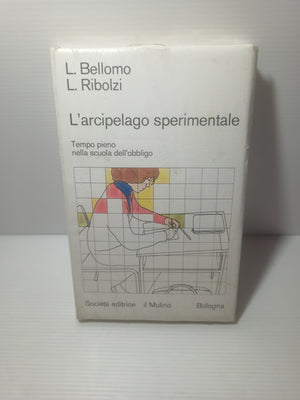 L. Bellomo
L. Ribolzi
L'arcipelago sperimentale
Tempo pieno
nella scuola dell'obbligo
Società editrice il Mulino Bologna